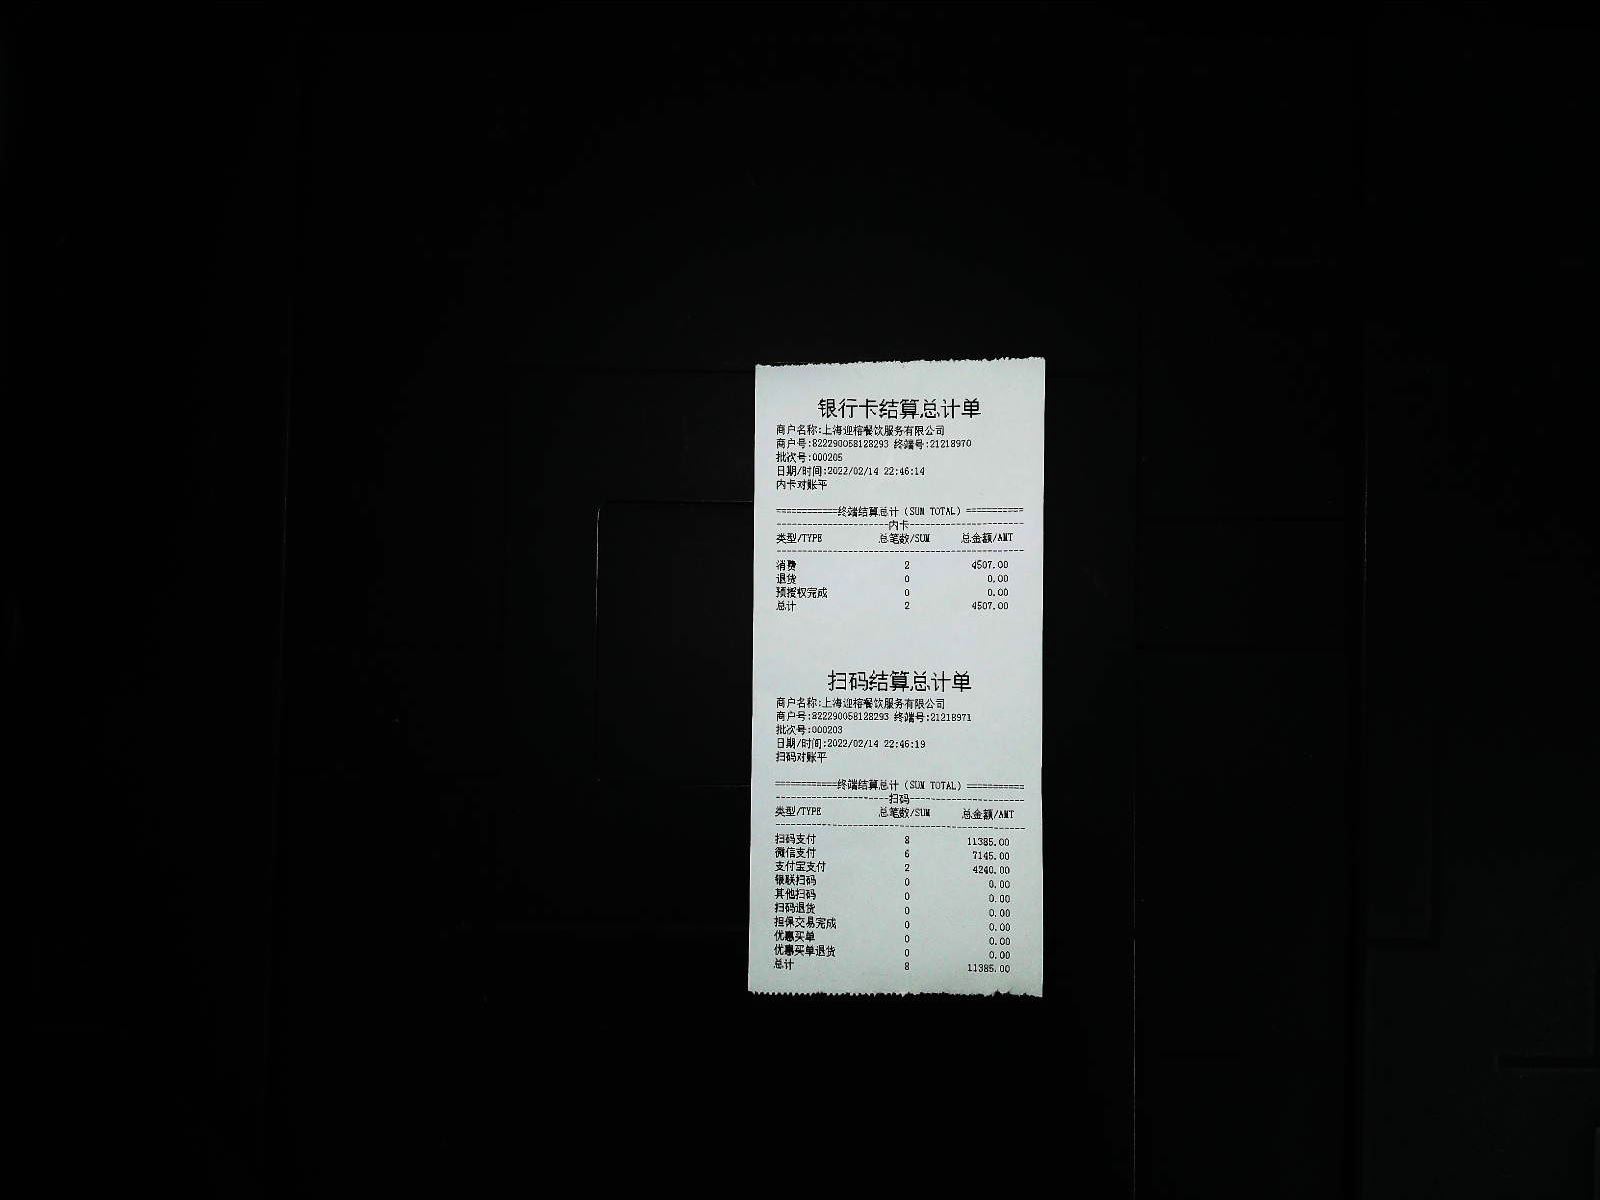 银行卡结算总计单
商户名称:上海迎榕餐饮服务有限公司
商户号:822290058128293 终端号:21218970
批次号:000205
日期/时间:2022/02/14 22:46:14
内卡对账平
============终端结算总计（SUM TOTAL）===========
----------------------内卡----------------------
类型/TYPE 总笔数/SUM 总金额/AMT
------------------------------------------------
消费 2 4507.00
退货 0 0.00
预授权完成 0 0.00
总计 2 4507.00
扫码结算总计单
商户名称:上海迎榕餐饮服务有限公司
商户号:822290058128293 终端号:21218971
批次号:000203
日期/时间:2022/02/14 22:46:19
扫码对账平
============终端结算总计（SUM TOTAL）===========
----------------------扫码----------------------
类型/TYPE 总笔数/SUM 总金额/AMT
------------------------------------------------
扫码支付 8 11385.00
微信支付 6 7145.00
支付宝支付 2 4240.00
银联扫码 0 0.00
其他扫码 0 0.00
扫码退货 0 0.00
担保交易完成 0 0.00
优惠买单 0 0.00
优惠买单退货 0 0.00
总计 8 11385.00